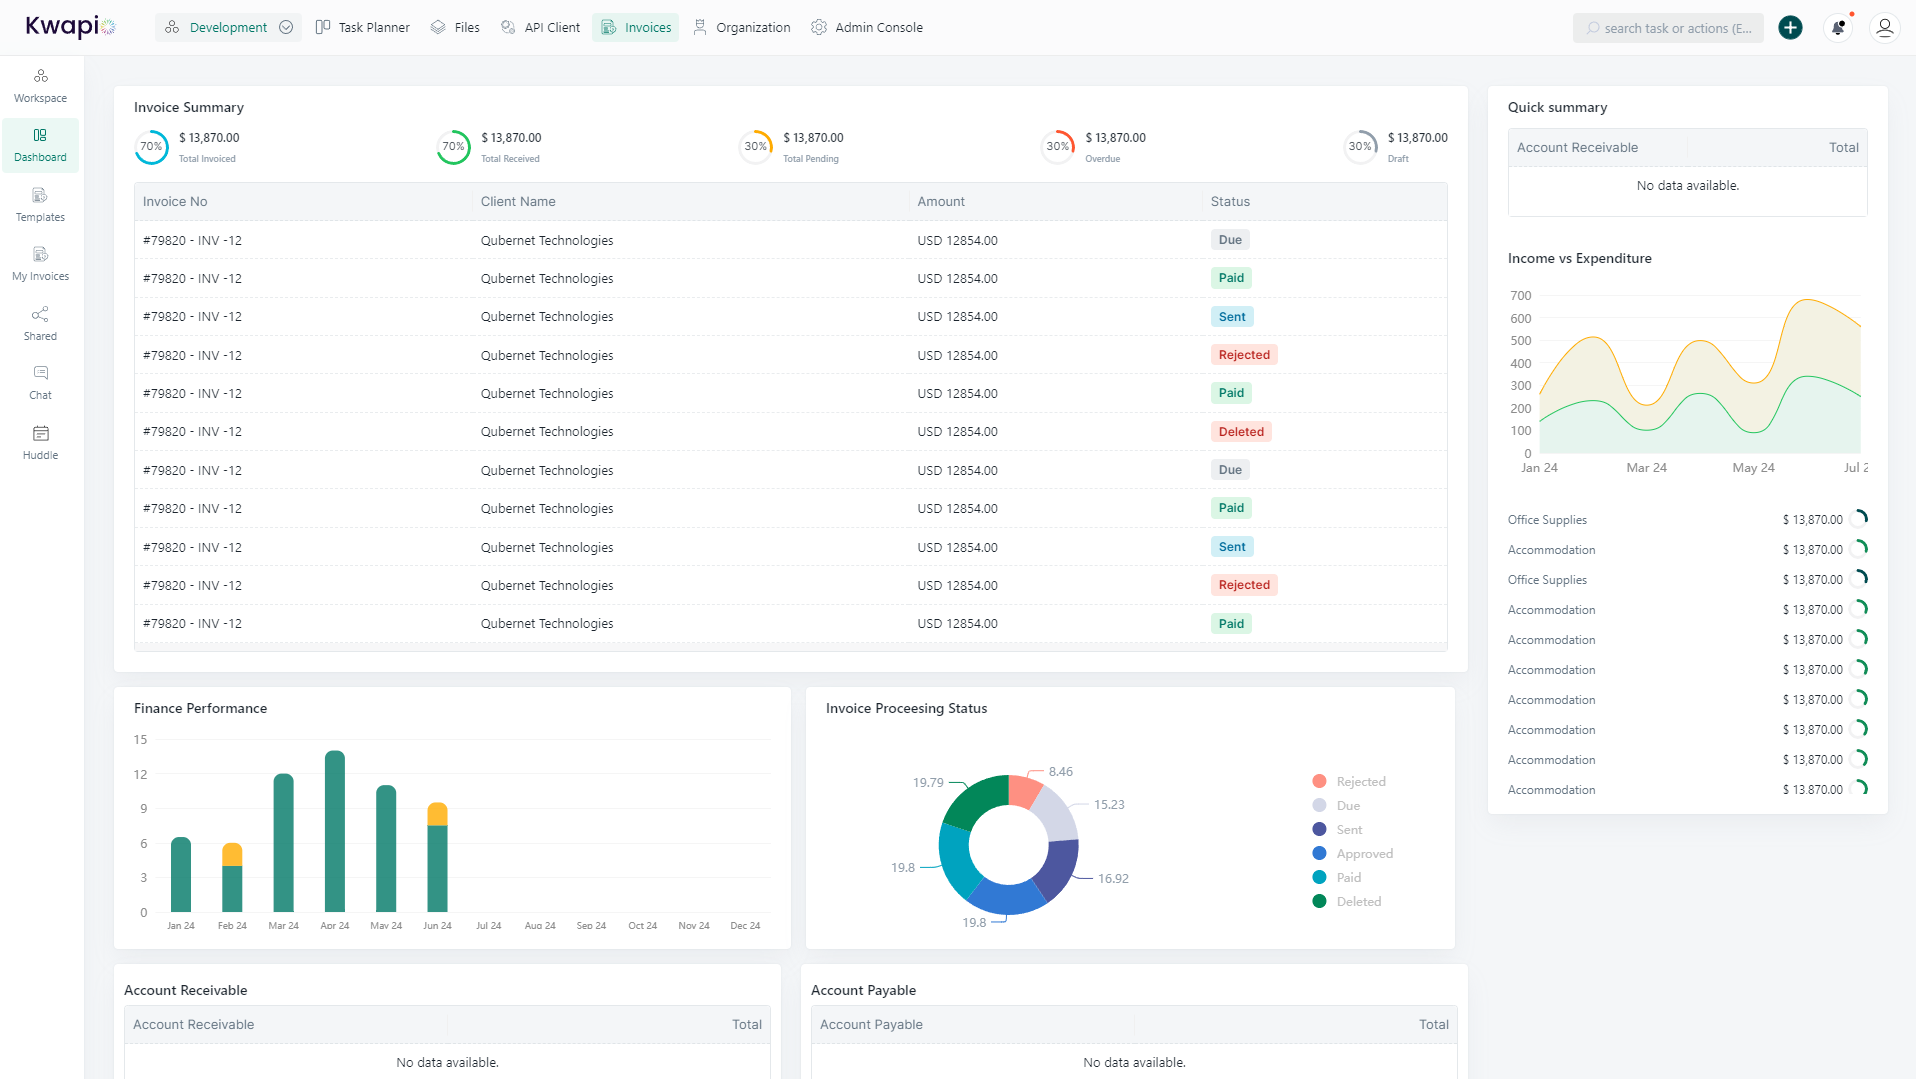 Kwapi
Development
Task Planner
Files
API Client
Invoices
Organization
Admin Console
search task or actions (E...
Workspace
Dashboard
Templates
My Invoices
Shared
Chat
Huddle
Invoice Summary
70% $ 13,870.00
Total Invoiced
70% $ 13,870.00
Total Received
30% $ 13,870.00
Total Pending
30% $ 13,870.00
Overdue
30% $ 13,870.00
Draft
Invoice No Client Name Amount Status
#79820 - INV -12 Qubernet Technologies USD 12854.00 Due
#79820 - INV -12 Qubernet Technologies USD 12854.00 Paid
#79820 - INV -12 Qubernet Technologies USD 12854.00 Sent
#79820 - INV -12 Qubernet Technologies USD 12854.00 Rejected
#79820 - INV -12 Qubernet Technologies USD 12854.00 Paid
#79820 - INV -12 Qubernet Technologies USD 12854.00 Deleted
#79820 - INV -12 Qubernet Technologies USD 12854.00 Due
#79820 - INV -12 Qubernet Technologies USD 12854.00 Paid
#79820 - INV -12 Qubernet Technologies USD 12854.00 Sent
#79820 - INV -12 Qubernet Technologies USD 12854.00 Rejected
#79820 - INV -12 Qubernet Technologies USD 12854.00 Paid
Quick summary
Account Receivable Total
No data available.
Income vs Expenditure
700
600
500
400
300
200
100
0
Jan 24 Mar 24 May 24 Jul 2
Office Supplies $ 13,870.00
Accommodation $ 13,870.00
Office Supplies $ 13,870.00
Accommodation $ 13,870.00
Accommodation $ 13,870.00
Accommodation $ 13,870.00
Accommodation $ 13,870.00
Accommodation $ 13,870.00
Accommodation $ 13,870.00
Accommodation $ 13,870.00
Finance Performance
15
12
9
6
3
0
Jan 24 Feb 24 Mar 24 Apr 24 May 24 Jun 24 Jul 24 Aug 24 Sep 24 Oct 24 Nov 24 Dec 24
Invoice Proceesing Status
8.46
19.79
15.23
19.8
16.92
19.8
Rejected
Due
Sent
Approved
Paid
Deleted
Account Receivable
Account Receivable Total
No data available.
Account Payable
Account Payable Total
No data available.